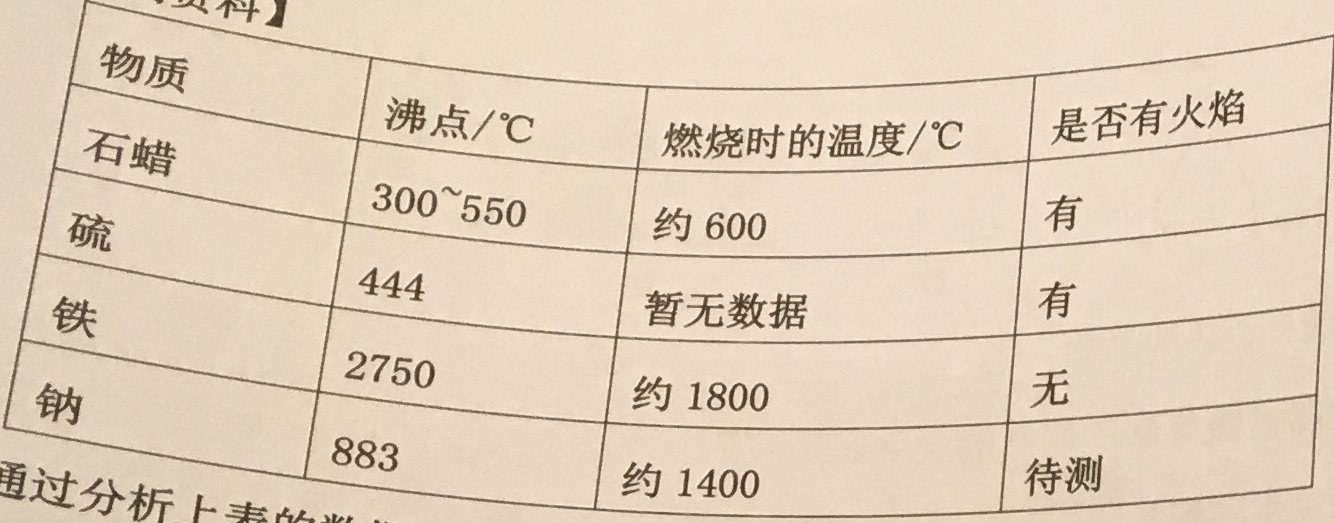 资料】
物质 沸点/℃ 燃烧时的温度/℃ 是否有火焰
石蜡 300~550 约 600 有
硫 444 暂无数据 有
铁 2750 约 1800 无
钠 883 约 1400 待测
通过分析上表的数据